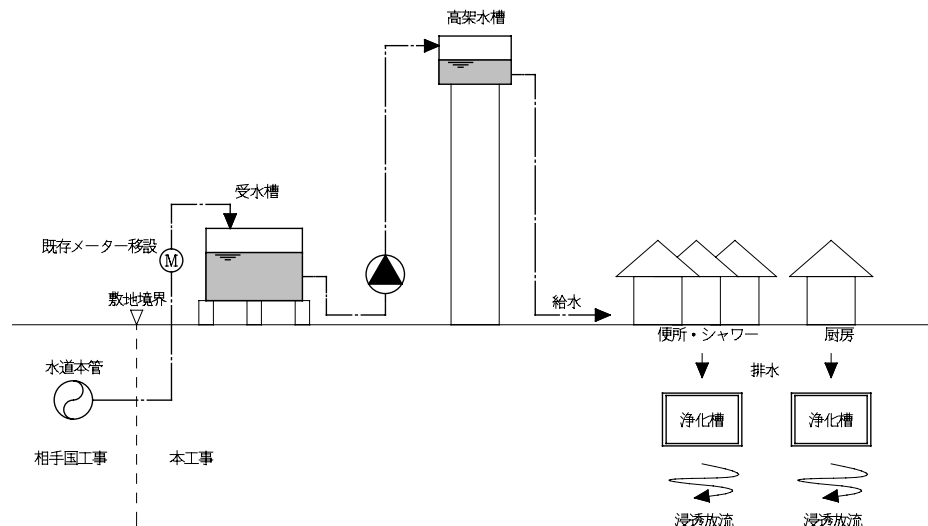 高架水槽
受水槽
既存メーター移設
M
敷地境界
給水
便所・シャワー
厨房
水道本管
排水
浄化槽
浄化槽
相手国工事
本工事
浸透放流
浸透放流